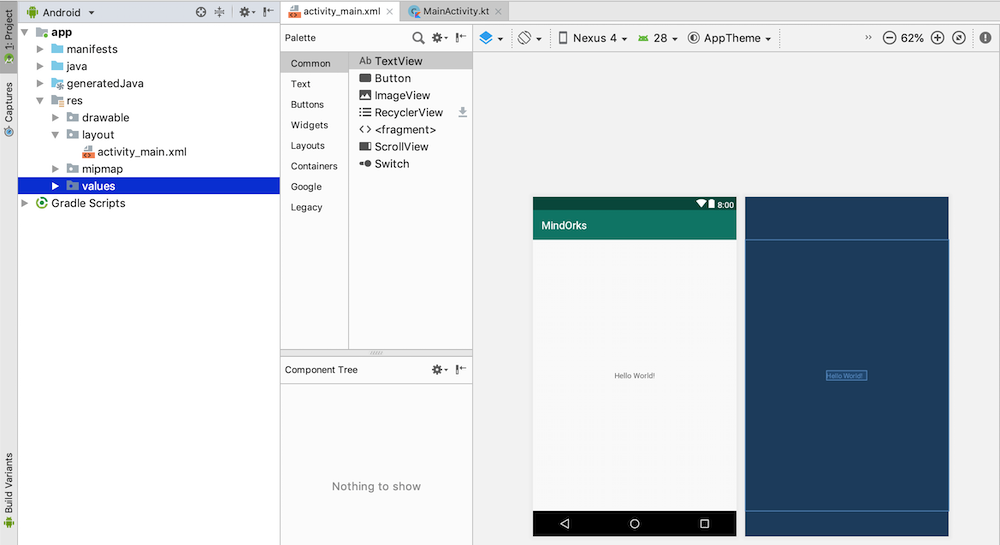 1: Project
Captures
Build Variants
Android
app
manifests
java
generatedJava
res
drawable
layout
activity_main.xml
mipmap
values
Gradle Scripts
activity_main.xml
MainActivity.kt
Palette
Common
Text
Buttons
Widgets
Layouts
Containers
Google
Legacy
Ab TextView
Button
ImageView
RecyclerView
<fragment>
ScrollView
Switch
Component Tree
Nothing to show
Nexus 4
28
AppTheme
62%
8:00
MindOrks
Hello World!
Hello World!